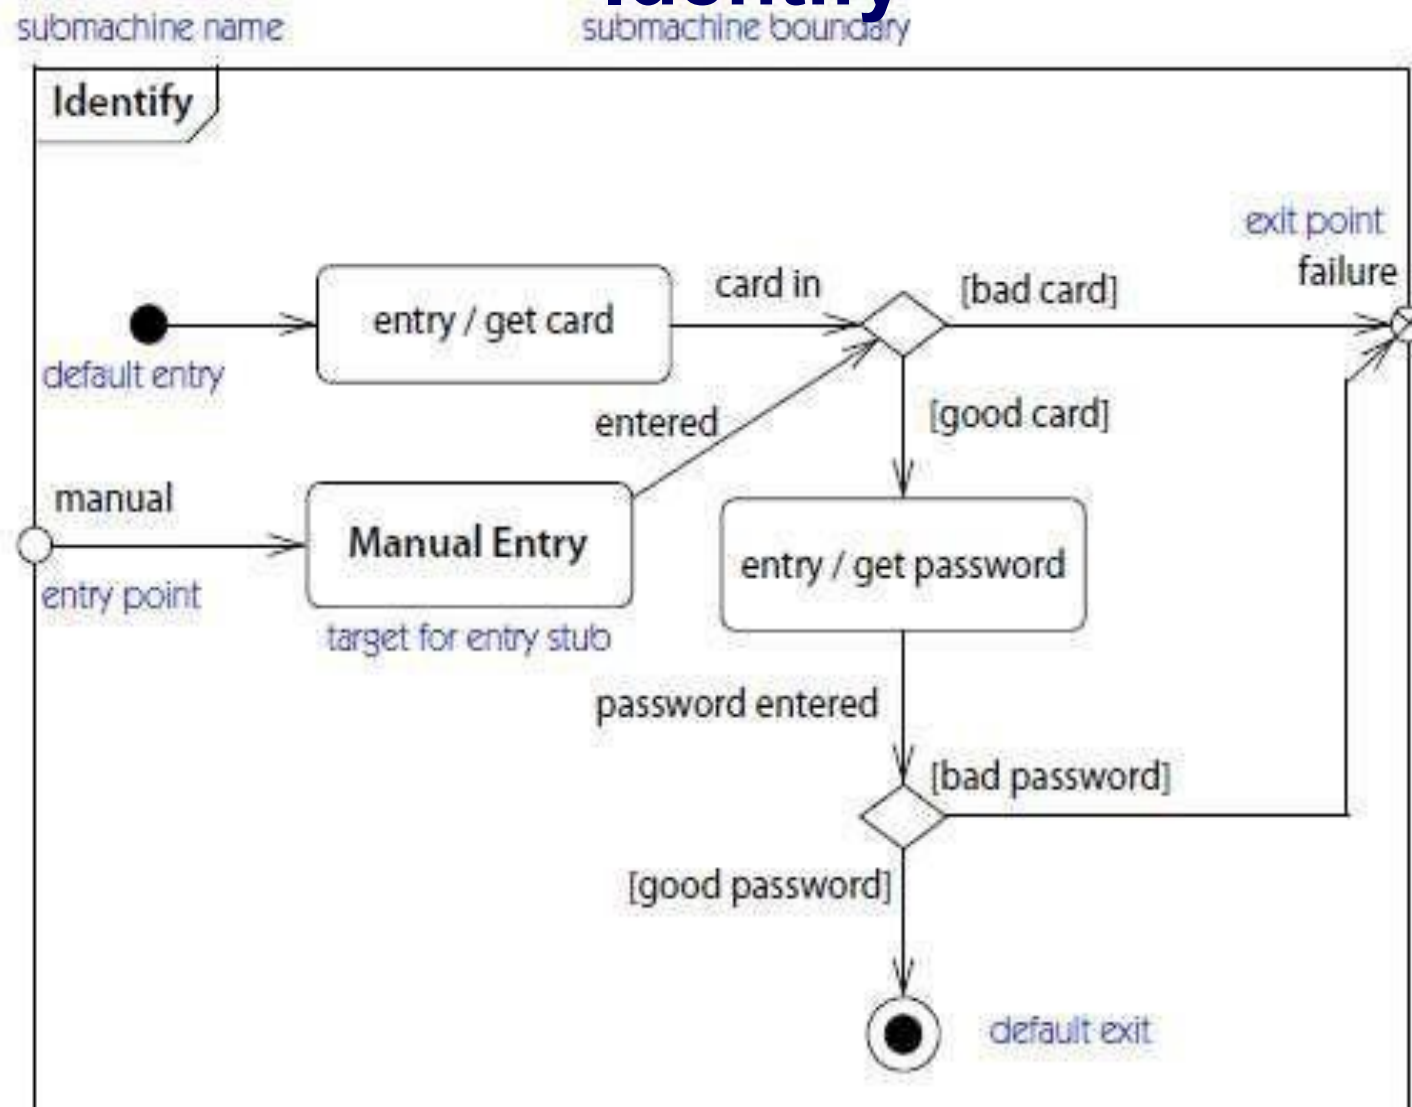 Identify
submachine name
submachine boundary
Identify
exit point
failure
card in
[bad card]
entry / get card
default entry
entered
[good card]
manual
Manual Entry
entry / get password
entry point
target for entry stub
password entered
[bad password]
[good password]
default exit